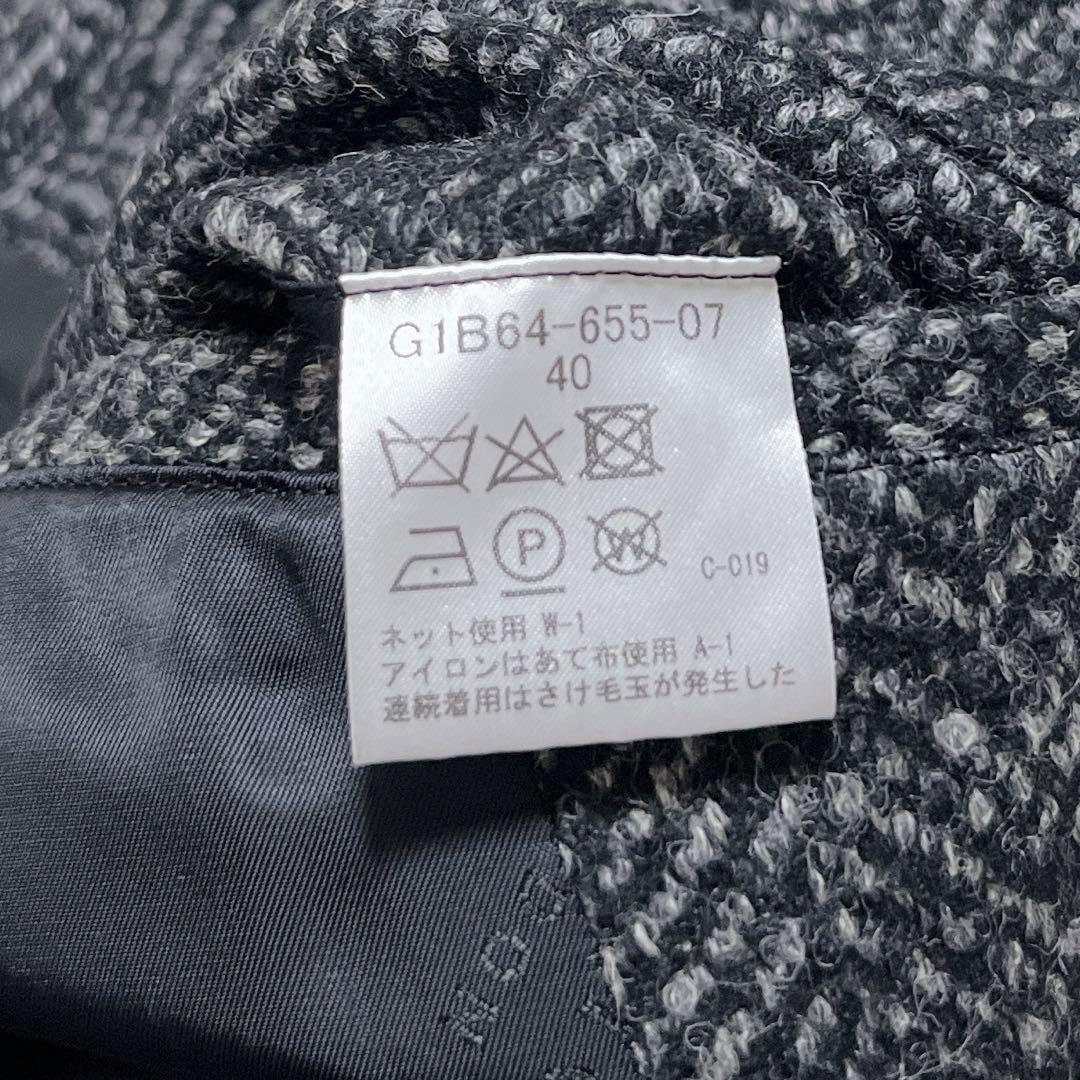 G1B64-655-07
40
P
W
C-019
ネット使用 W-1
アイロンはあて布使用 A-1
連続着用はさけ毛玉が発生した